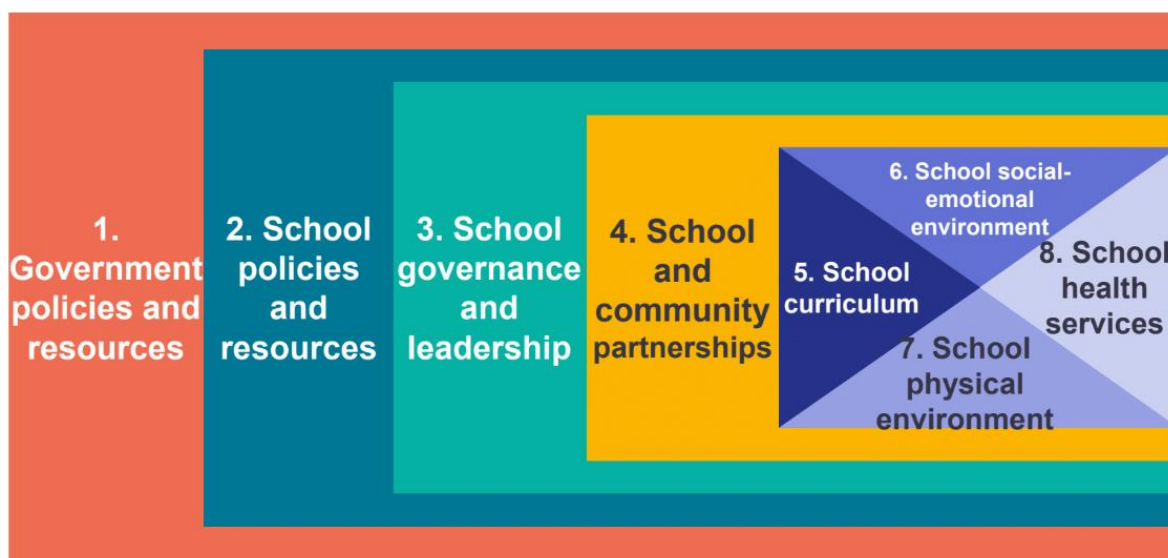 1.
Government
policies and
resources
2. School
policies
and
resources
3. School
governance
and
leadership
4. School
and
community
partnerships
5. School
curriculum
6. School social-
emotional
environment
7. School
physical
environment
8. School
health
services